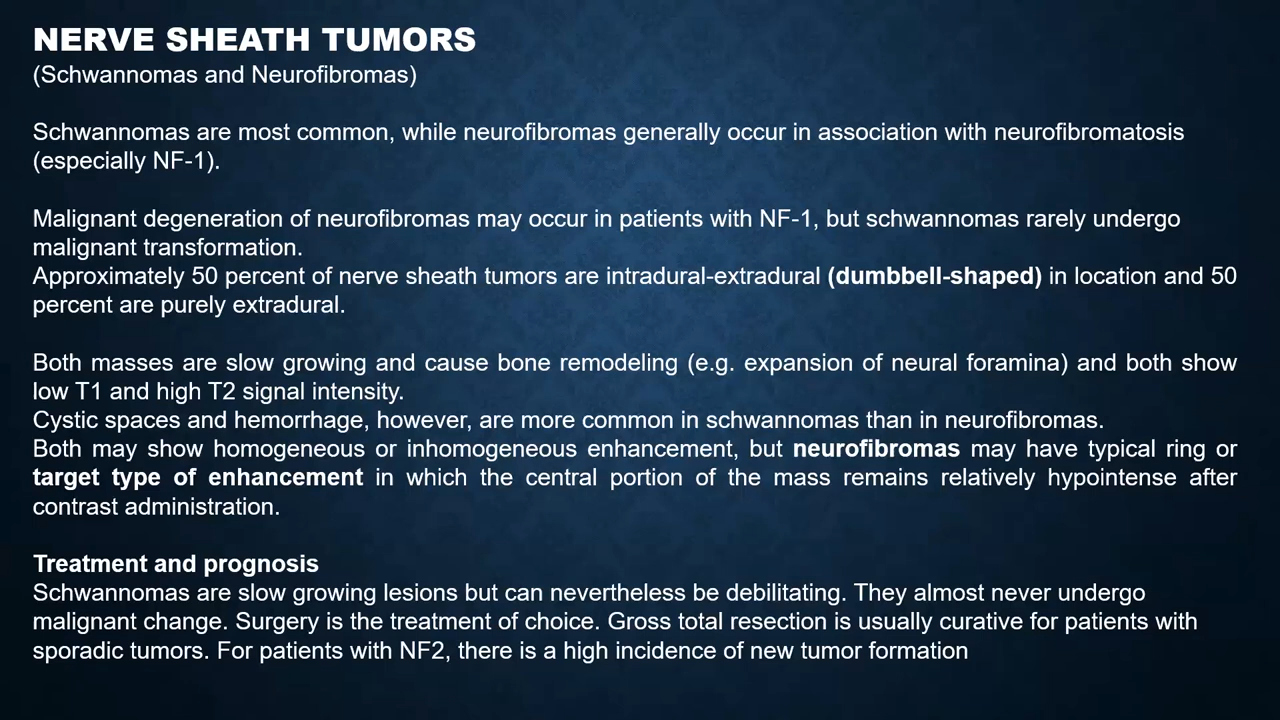 NERVE SHEATH TUMORS
(Schwannomas and Neurofibromas)
Schwannomas are most common, while neurofibromas generally occur in association with neurofibromatosis
(especially NF-1).
Malignant degeneration of neurofibromas may occur in patients with NF-1, but schwannomas rarely undergo
malignant transformation.
Approximately 50 percent of nerve sheath tumors are intradural-extradural (dumbbell-shaped) in location and 50
percent are purely extradural.
Both masses are slow growing and cause bone remodeling (e.g. expansion of neural foramina) and both show
low T1 and high T2 signal intensity.
Cystic spaces and hemorrhage, however, are more common in schwannomas than in neurofibromas.
Both may show homogeneous or inhomogeneous enhancement, but neurofibromas may have typical ring or
target type of enhancement in which the central portion of the mass remains relatively hypointense after
contrast administration.
Treatment and prognosis
Schwannomas are slow growing lesions but can nevertheless be debilitating. They almost never undergo
malignant change. Surgery is the treatment of choice. Gross total resection is usually curative for patients with
sporadic tumors. For patients with NF2, there is a high incidence of new tumor formation